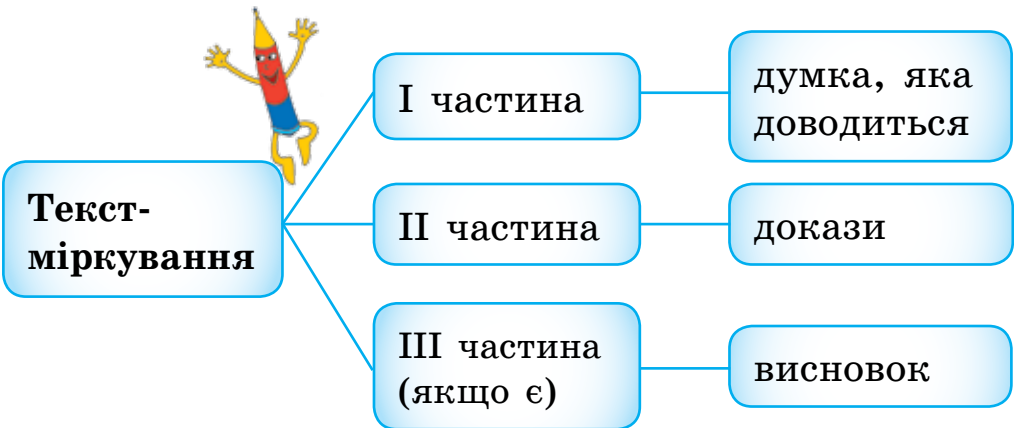 Текст-
міркування
І частина
думка, яка
доводиться
ІІ частина
докази
ІІІ частина
(якщо є)
висновок